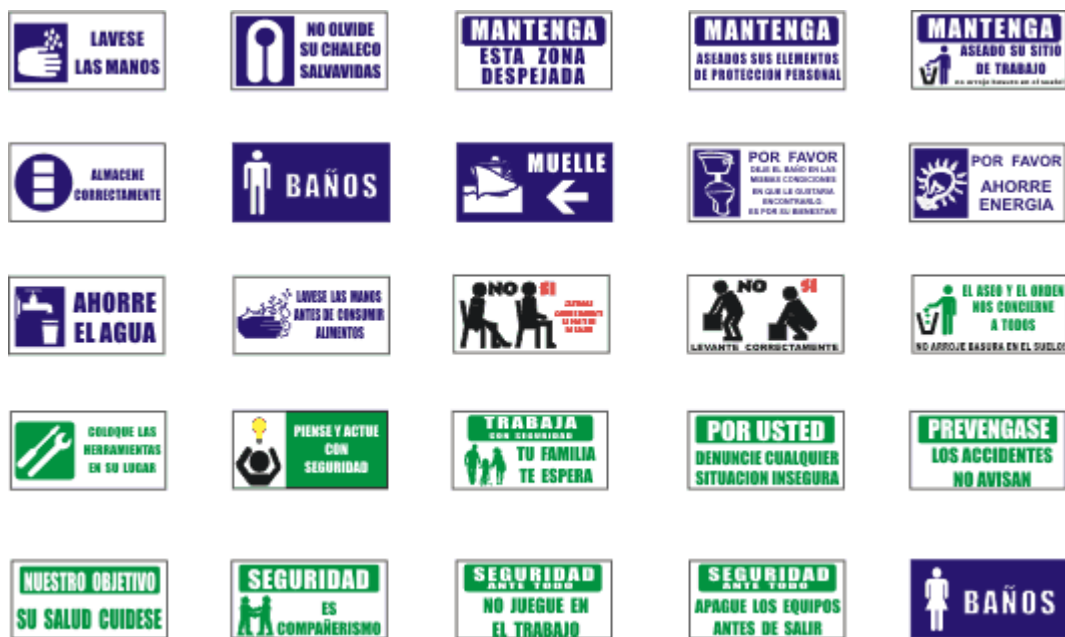 LAVESE
LAS MANOS
NO OLVIDE
SU CHALECO
SALVAVIDAS
MANTENGA
ESTA ZONA
DESPEJADA
MANTENGA
ASEADOS SUS ELEMENTOS
DE PROTECCION PERSONAL
MANTENGA
ASEADO SU SITIO
DE TRABAJO
no arroje basura en el suelo
ALMACENE
CORRECTAMENTE
BAÑOS
MUELLE
POR FAVOR
DEJE EL BAÑO EN LAS
MISMAS CONDICIONES
EN QUE LE GUSTARIA
ENCONTRARLO.
ES POR SU BIENESTAR
POR FAVOR
AHORRE
ENERGIA
AHORRE
EL AGUA
LAVESE LAS MANOS
ANTES DE CONSUMIR
ALIMENTOS
NO SI
NO SI
LEVANTE CORRECTAMENTE
EL ASEO Y EL ORDEN
NOS CONCIERNE
A TODOS
NO ARROJE BASURA EN EL SUELO
COLOQUE LAS
HERRAMIENTAS
EN SU LUGAR
PIENSE Y ACTUE
CON
SEGURIDAD
TRABAJA
CON SEGURIDAD
TU FAMILIA
TE ESPERA
POR USTED
DENUNCIE CUALQUIER
SITUACION INSEGURA
PREVENGASE
LOS ACCIDENTES
NO AVISAN
NUESTRO OBJETIVO
SU SALUD CUIDESE
SEGURIDAD
ES
COMPAÑERISMO
SEGURIDAD
ANTE TODO
NO JUEGUE EN
EL TRABAJO
SEGURIDAD
ANTE TODO
APAGUE LOS EQUIPOS
ANTES DE SALIR
BAÑOS